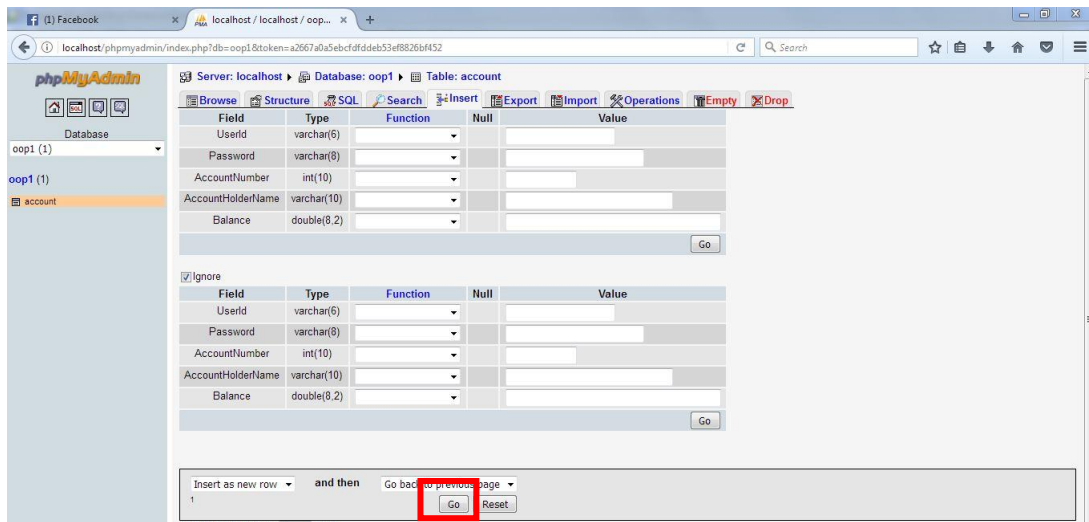 (1) Facebook
localhost / localhost / oop...
localhost/phpmyadmin/index.php?db=oop1&token=a2667a0a5ebcfdfddeb53ef8826bf452
Search
phpMyAdmin
SQL
Database
oop1 (1)
oop1 (1)
account
Server: localhost ▸ Database: oop1 ▸ Table: account
Browse Structure SQL Search Insert Export Import Operations Empty Drop
Field Type Function Null Value
UserId varchar(6)
Password varchar(8)
AccountNumber int(10)
AccountHolderName varchar(10)
Balance double(8,2)
Go
Ignore
Field Type Function Null Value
UserId varchar(6)
Password varchar(8)
AccountNumber int(10)
AccountHolderName varchar(10)
Balance double(8,2)
Go
Insert as new row and then Go back to previous page
1
Go Reset